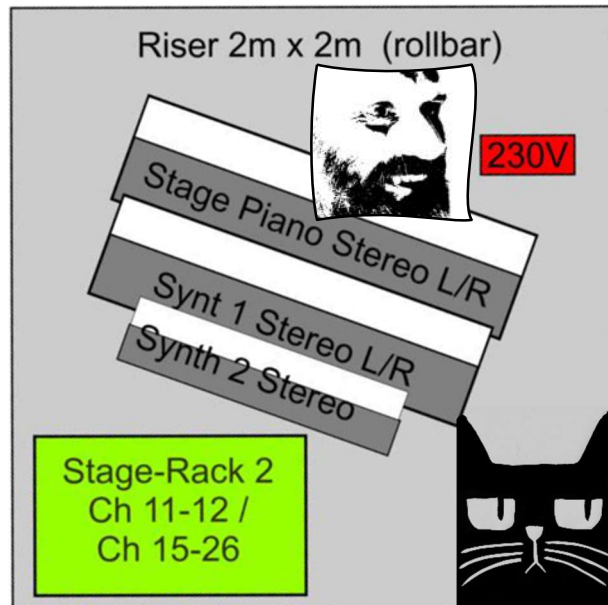 Riser 2m x 2m (rollbar)
230V
Stage Piano Stereo L/R
Synt 1 Stereo L/R
Synth 2 Stereo
Stage-Rack 2
Ch 11-12 /
Ch 15-26